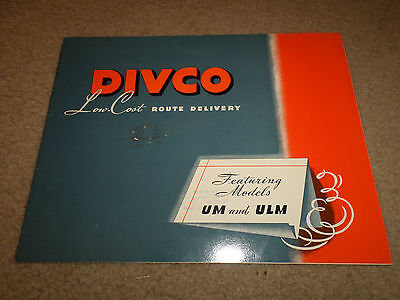 DIVCO
Low-Cost ROUTE DELIVERY
Featuring
Models
UM and ULM